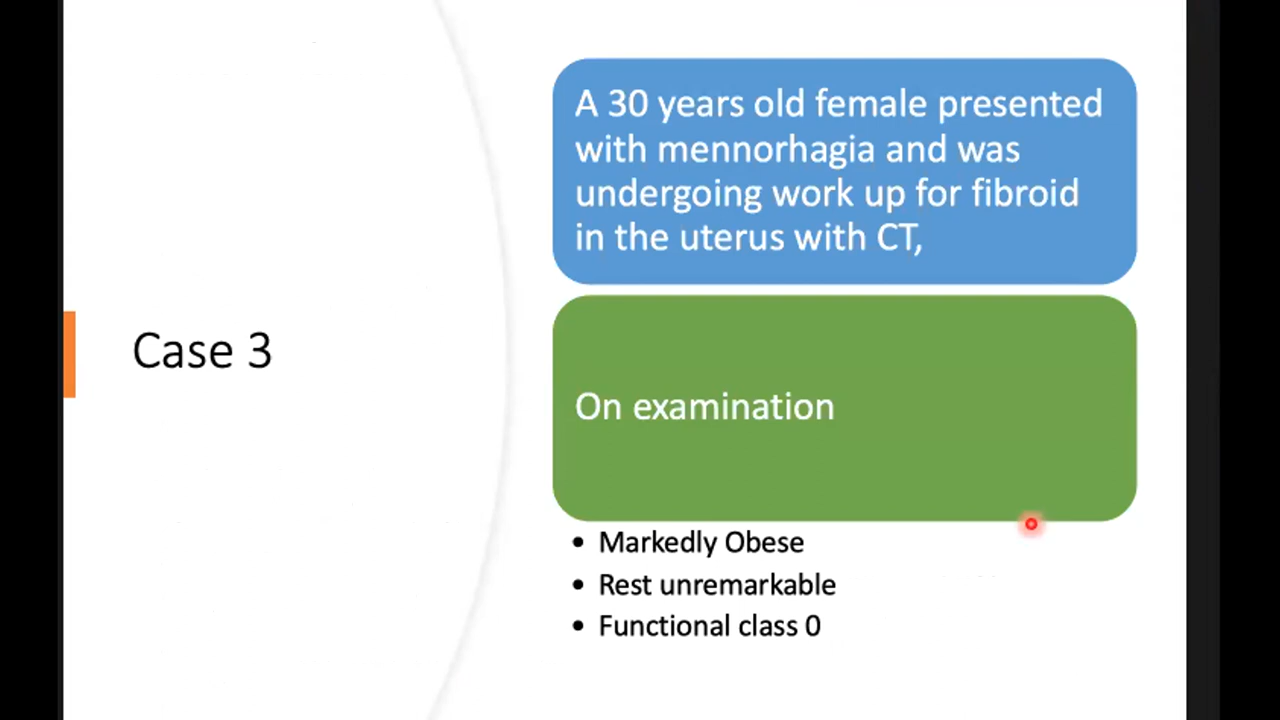 Case 3
A 30 years old female presented
with mennorhagia and was
undergoing work up for fibroid
in the uterus with CT,
On examination
• Markedly Obese
• Rest unremarkable
• Functional class 0